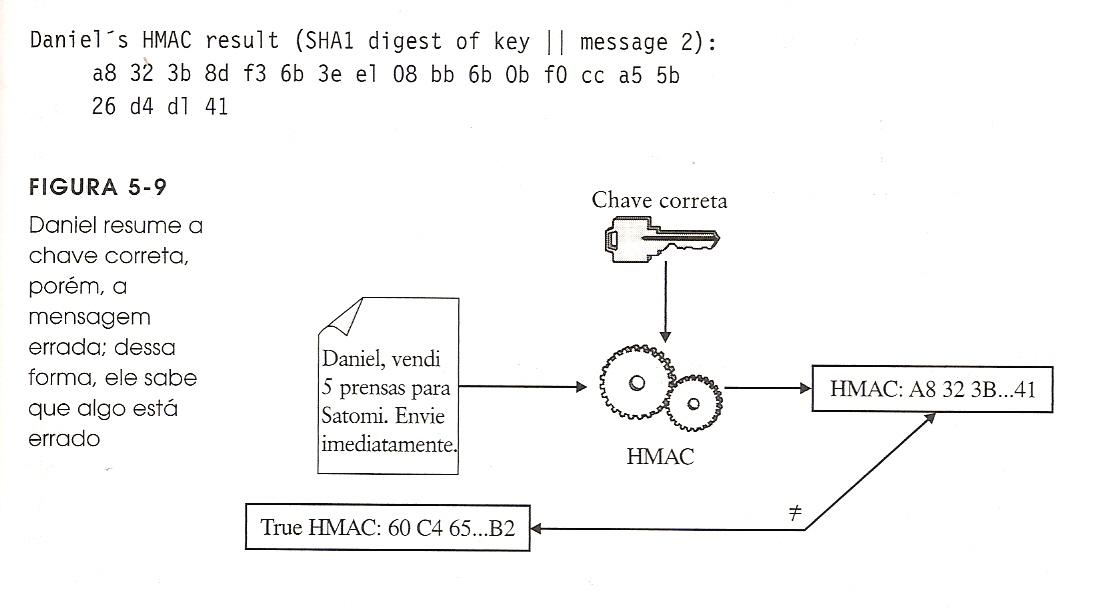 Daniel´s HMAC result (SHA1 digest of key || message 2):
a8 32 3b 8d f3 6b 3e e1 08 bb 6b 0b f0 cc a5 5b
26 d4 d1 41
FIGURA 5-9
Daniel resume a
chave correta,
porém, a
mensagem
errada; dessa
forma, ele sabe
que algo está
errado
Chave correta
Daniel, vendi
5 prensas para
Satomi. Envie
imediatamente.
HMAC
HMAC: A8 32 3B...41
≠
True HMAC: 60 C4 65...B2